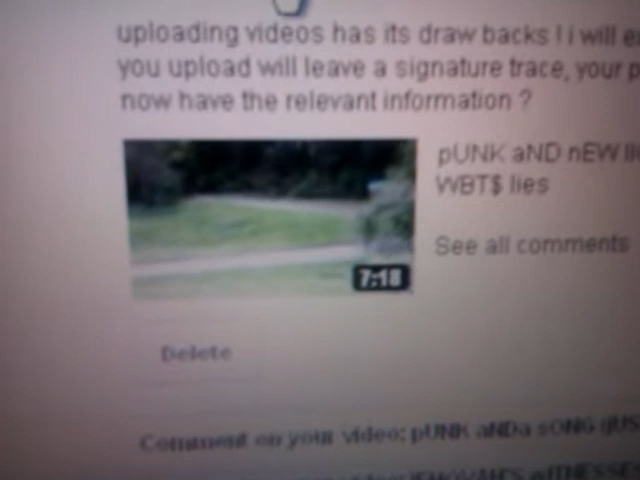 uploading videos has its draw backs ! i will
you upload will leave a signature trace, your
now have the relevant information ?
pUNK aND nEW
WBT$ lies
See all comments
7:18
Delete
Comment on your video: pUNK aNDa sONG